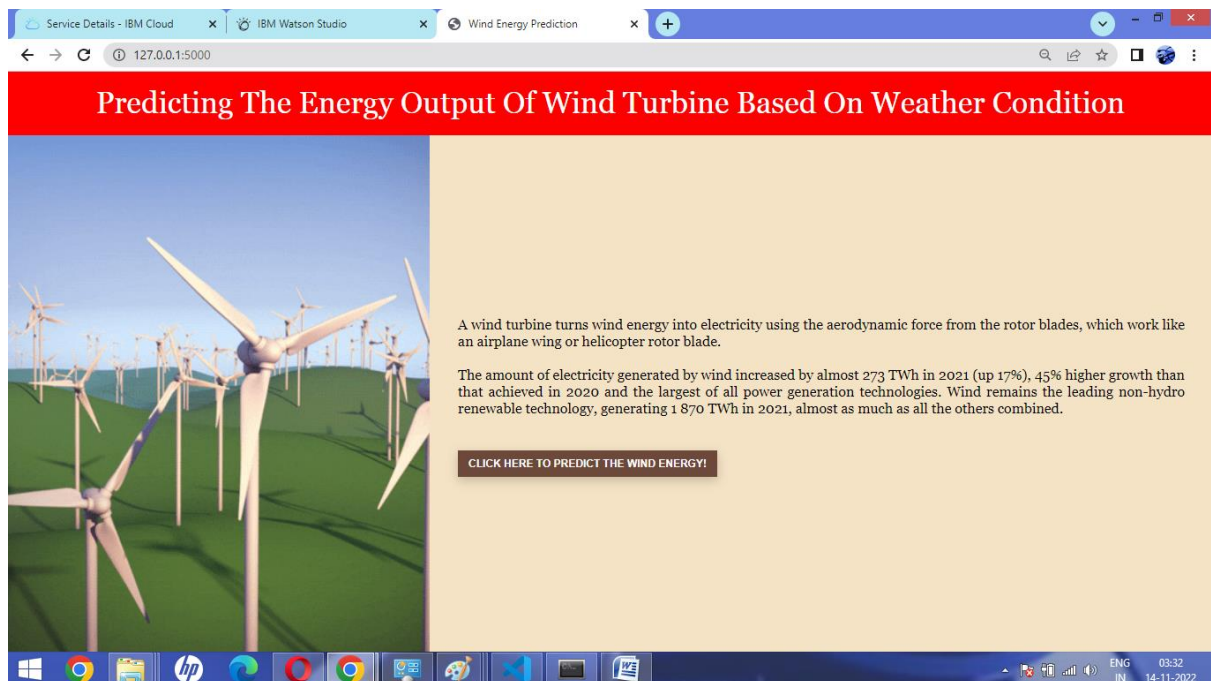 Service Details - IBM Cloud
IBM Watson Studio
Wind Energy Prediction
127.0.0.1:5000
Predicting The Energy Output Of Wind Turbine Based On Weather Condition
A wind turbine turns wind energy into electricity using the aerodynamic force from the rotor blades, which work like
an airplane wing or helicopter rotor blade.
The amount of electricity generated by wind increased by almost 273 TWh in 2021 (up 17%), 45% higher growth than
that achieved in 2020 and the largest of all power generation technologies. Wind remains the leading non-hydro
renewable technology, generating 1 870 TWh in 2021, almost as much as all the others combined.
CLICK HERE TO PREDICT THE WIND ENERGY!
hp
ENG 03:32
IN 14-11-2022